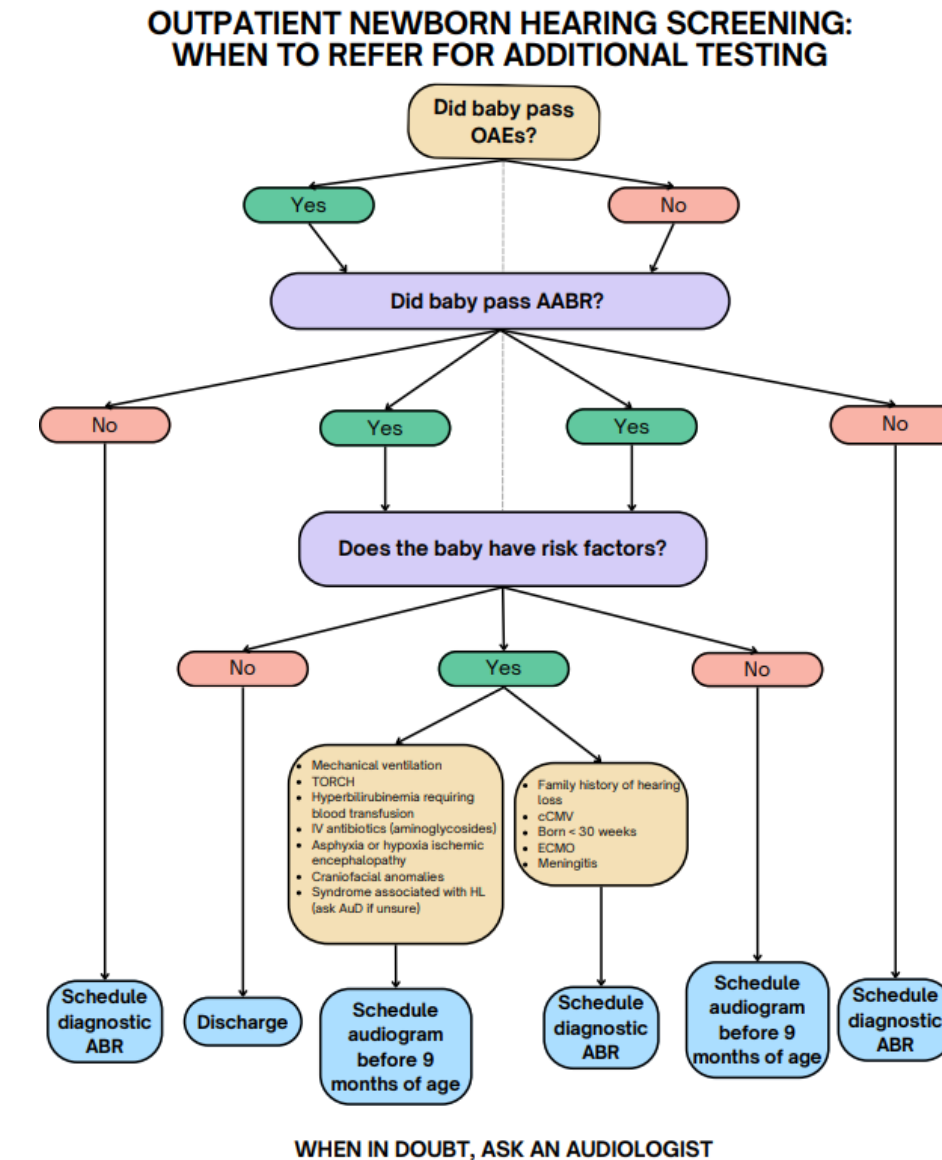 OUTPATIENT NEWBORN HEARING SCREENING:
WHEN TO REFER FOR ADDITIONAL TESTING
Did baby pass
OAEs?
Yes
No
Did baby pass AABR?
No
Yes
Yes
No
Does the baby have risk factors?
No
Yes
No
• Mechanical ventilation
• TORCH
• Hyperbilirubinemia requiring
blood transfusion
• IV antibiotics (aminoglycosides)
• Asphyxia or hypoxia ischemic
encephalopathy
• Craniofacial anomalies
• Syndrome associated with HL
(ask AuD if unsure)
• Family history of hearing
loss
• cCMV
• Born < 30 weeks
• ECMO
• Meningitis
Schedule
diagnostic
ABR
Discharge
Schedule
audiogram
before 9
months of age
Schedule
diagnostic
ABR
Schedule
audiogram
before 9
months of age
Schedule
diagnostic
ABR
WHEN IN DOUBT, ASK AN AUDIOLOGIST